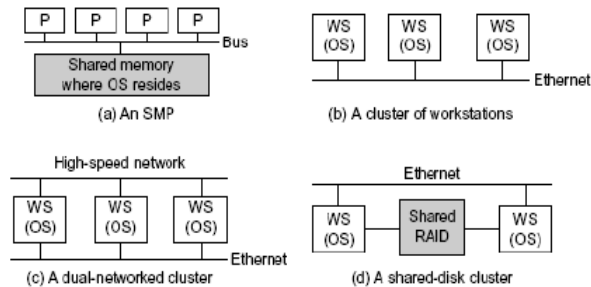 P P P P
Bus
Shared memory
where OS resides
(a) An SMP
WS WS WS
(OS) (OS) (OS)
Ethernet
(b) A cluster of workstations
High-speed network
WS WS WS
(OS) (OS) (OS)
Ethernet
(c) A dual-networked cluster
Ethernet
WS Shared WS
(OS) RAID (OS)
(d) A shared-disk cluster